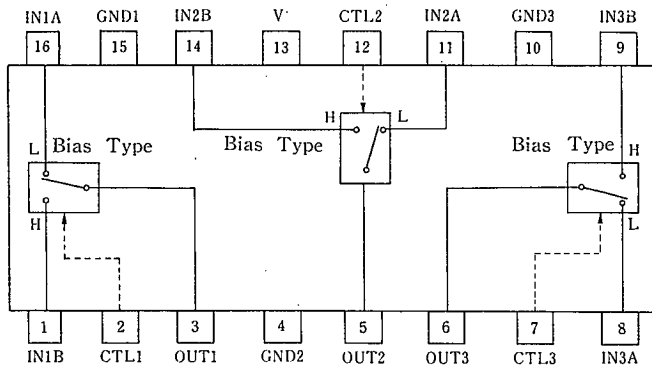 IN1A GND1 IN2B V CTL2 IN2A GND3 IN3B
16 15 14 13 12 11 10 9
H L
L Bias Type Bias Type Bias Type H
H L
1 2 3 4 5 6 7 8
IN1B CTL1 OUT1 GND2 OUT2 OUT3 CTL3 IN3A